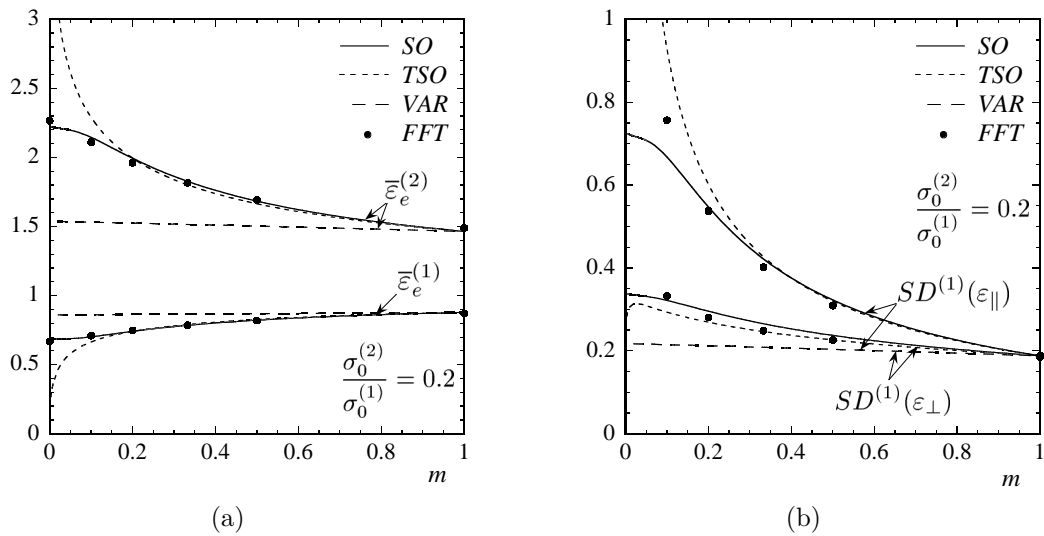 3
2.5
2
1.5
1
0.5
0
0 0.2 0.4 0.6 0.8 1
m
SO
TSO
VAR
FFT
ε̅_e^(2)
ε̅_e^(1)
σ_0^(2) / σ_0^(1) = 0.2
(a)
1
0.8
0.6
0.4
0.2
0
0 0.2 0.4 0.6 0.8 1
m
SO
TSO
VAR
FFT
σ_0^(2) / σ_0^(1) = 0.2
SD^(1)(ε_∥)
SD^(1)(ε_⊥)
(b)